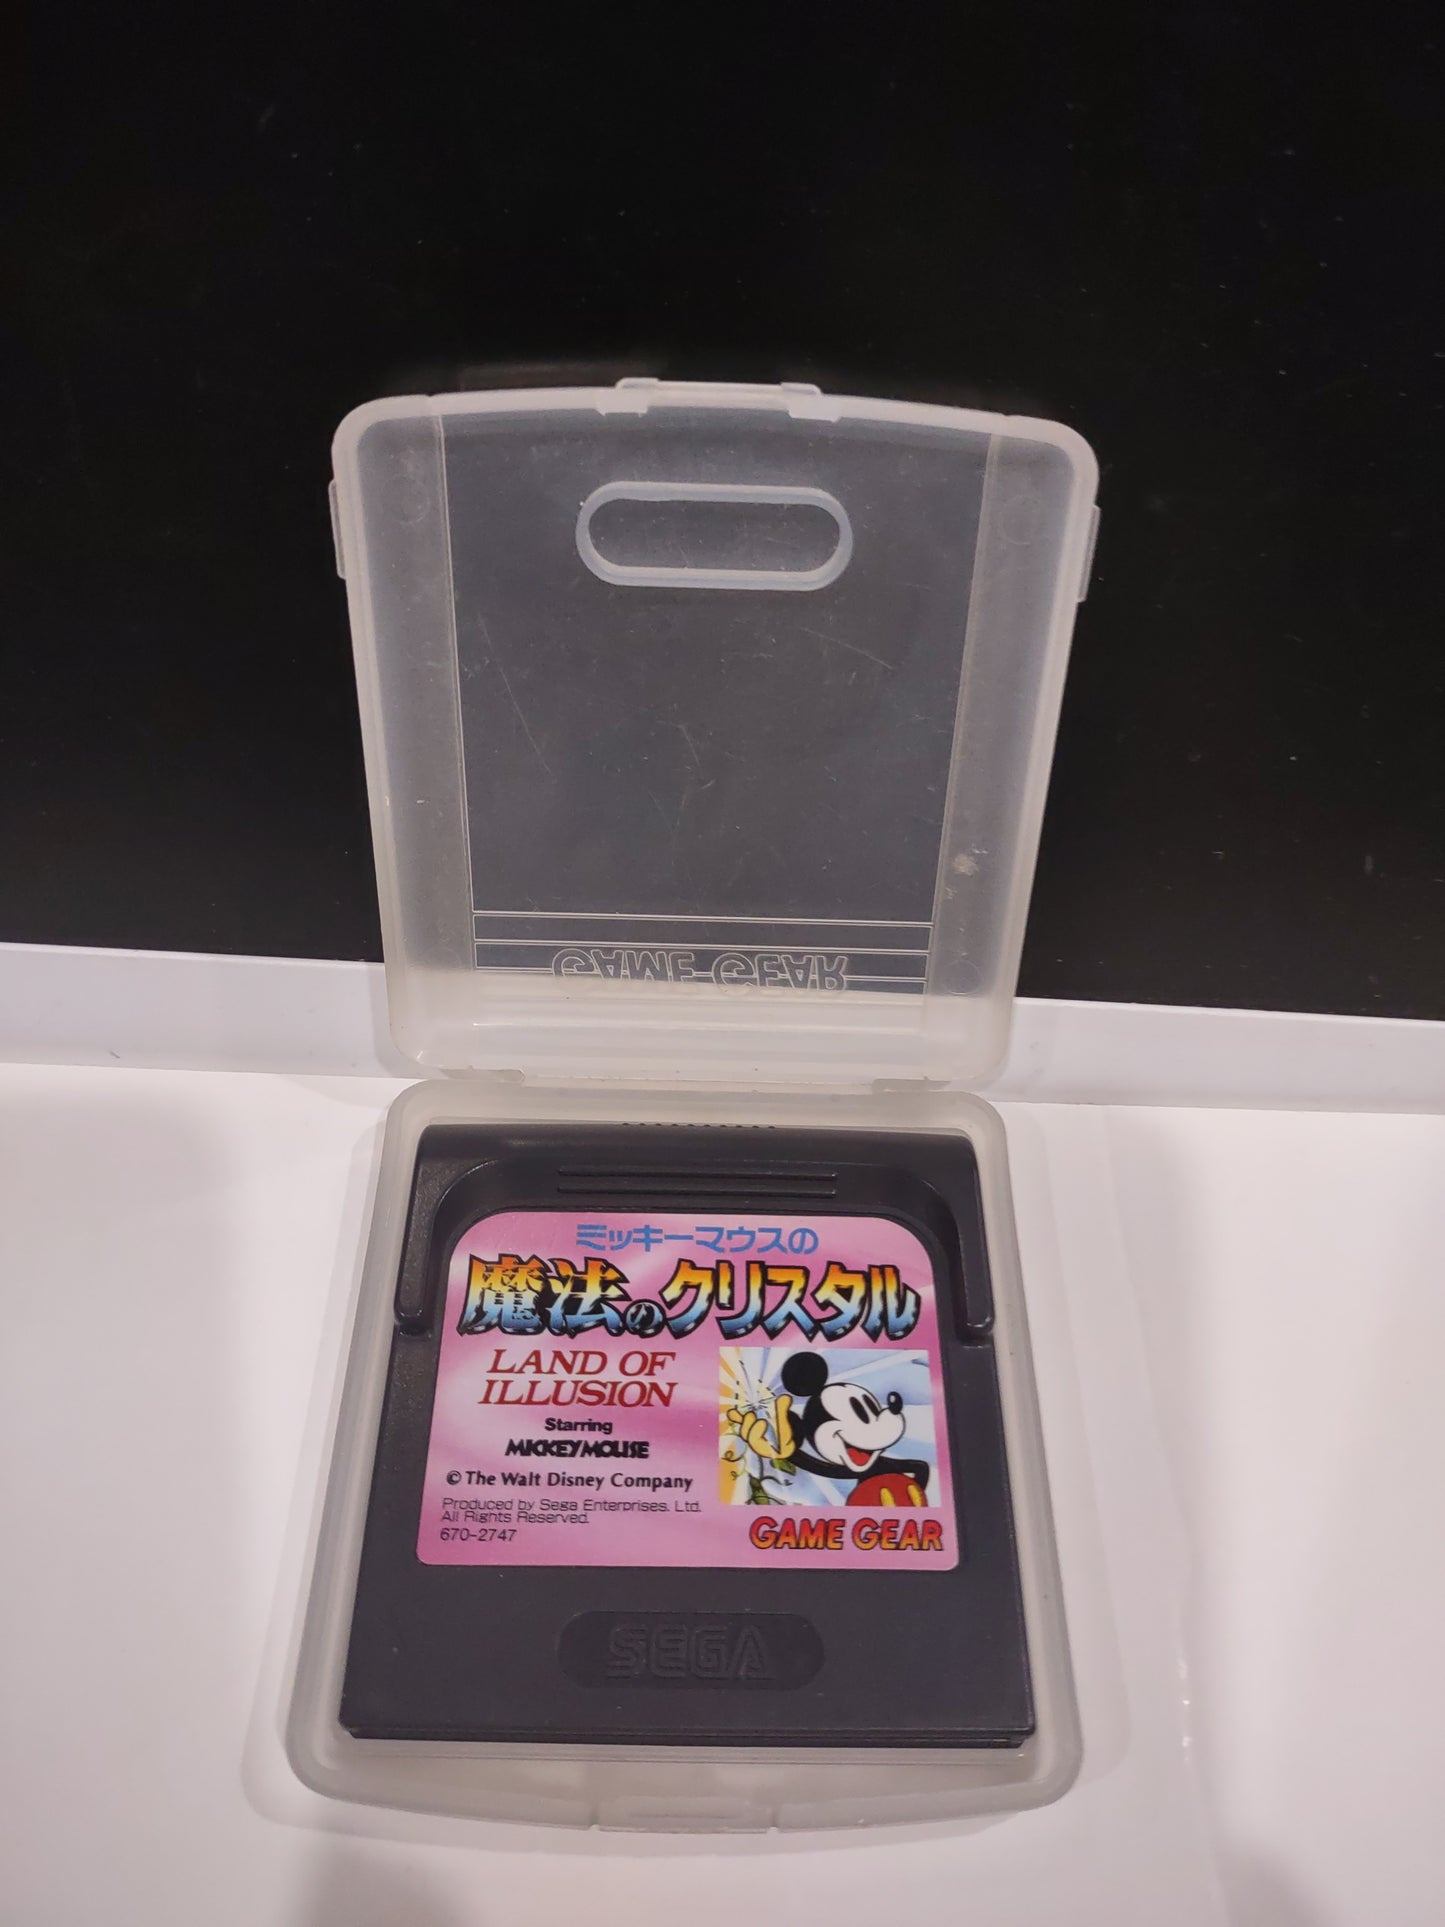 GAME GEAR
ミッキーマウスの
魔法のクリスタル
LAND OF
ILLUSION
Starring
MICKEY MOUSE
© The Walt Disney Company
Produced by Sega Enterprises. Ltd.
All Rights Reserved.
670-2747
GAME GEAR
SEGA